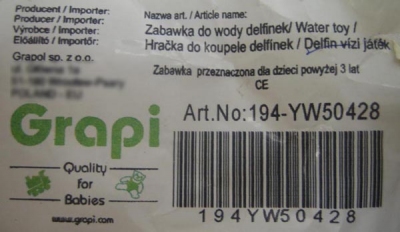 Producent / Producer:
Importer / Importer:
Výrobce / Importer:
Előállító / Importőr:
Grapol sp. z o.o.
POLAND - EU
Grapi
Quality
for
Babies
www.grapi.com
Nazwa art. / Article name:
Zabawka do wody delfinek/ Water toy /
Hračka do koupele delfinek / Delfin vízi játék
Zabawka przeznaczona dla dzieci powyżej 3 lat
CE
Art.No:194-YW50428
194YW50428